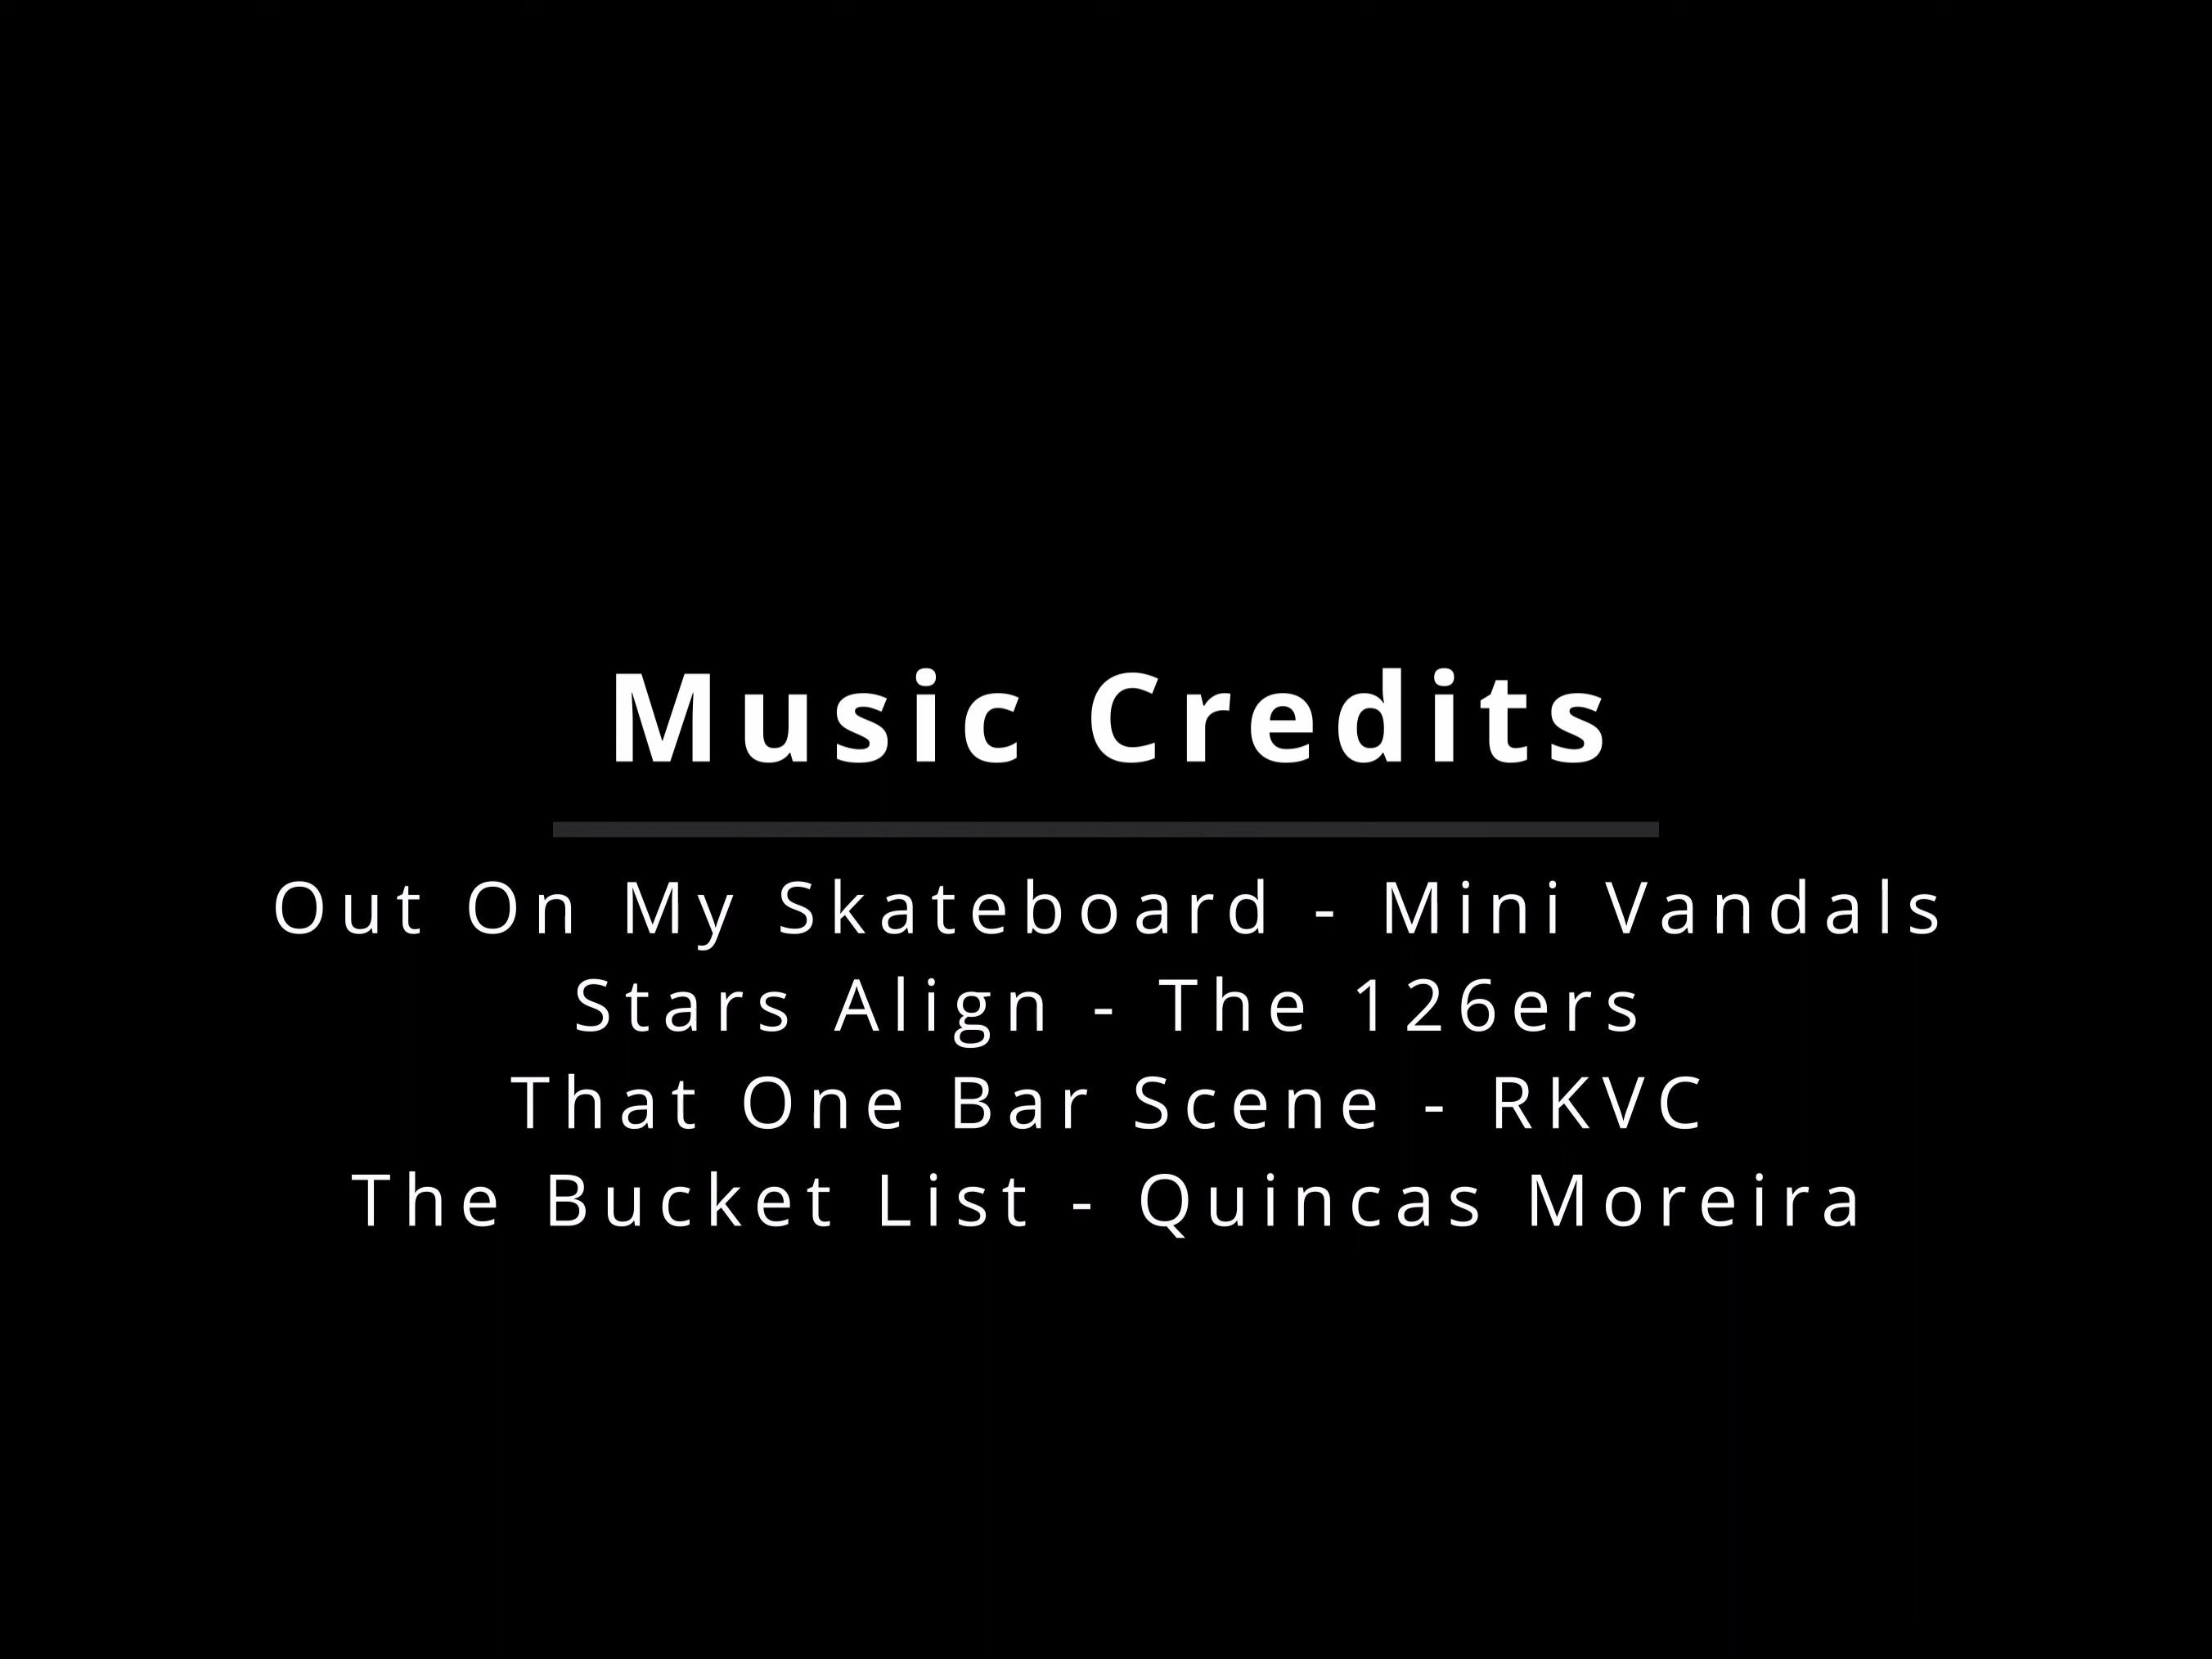 Music Credits
Out On My Skateboard - Mini Vandals
Stars Align - The 126ers
That One Bar Scene - RKVC
The Bucket List - Quincas Moreira